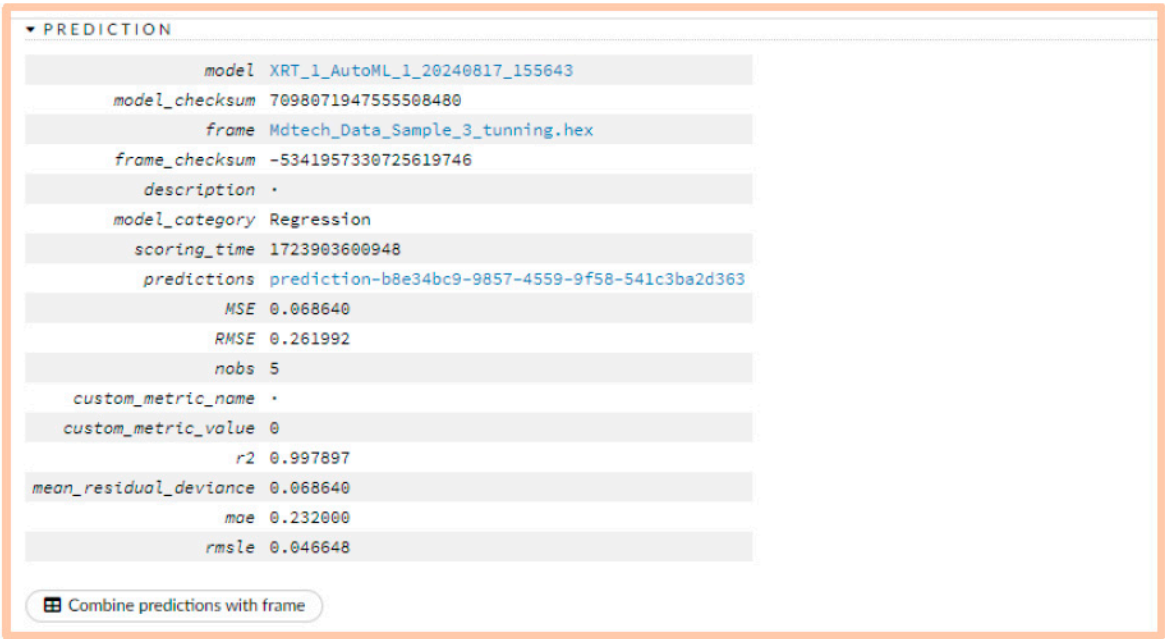 ▾ PREDICTION
model XRT_1_AutoML_1_20240817_155643
model_checksum 7098071947555508480
frame Mdtech_Data_Sample_3_tunning.hex
frame_checksum -5341957330725619746
description ·
model_category Regression
scoring_time 1723903600948
predictions prediction-b8e34bc9-9857-4559-9f58-541c3ba2d363
MSE 0.068640
RMSE 0.261992
nobs 5
custom_metric_name ·
custom_metric_value 0
r2 0.997897
mean_residual_deviance 0.068640
mae 0.232000
rmsle 0.046648
Combine predictions with frame